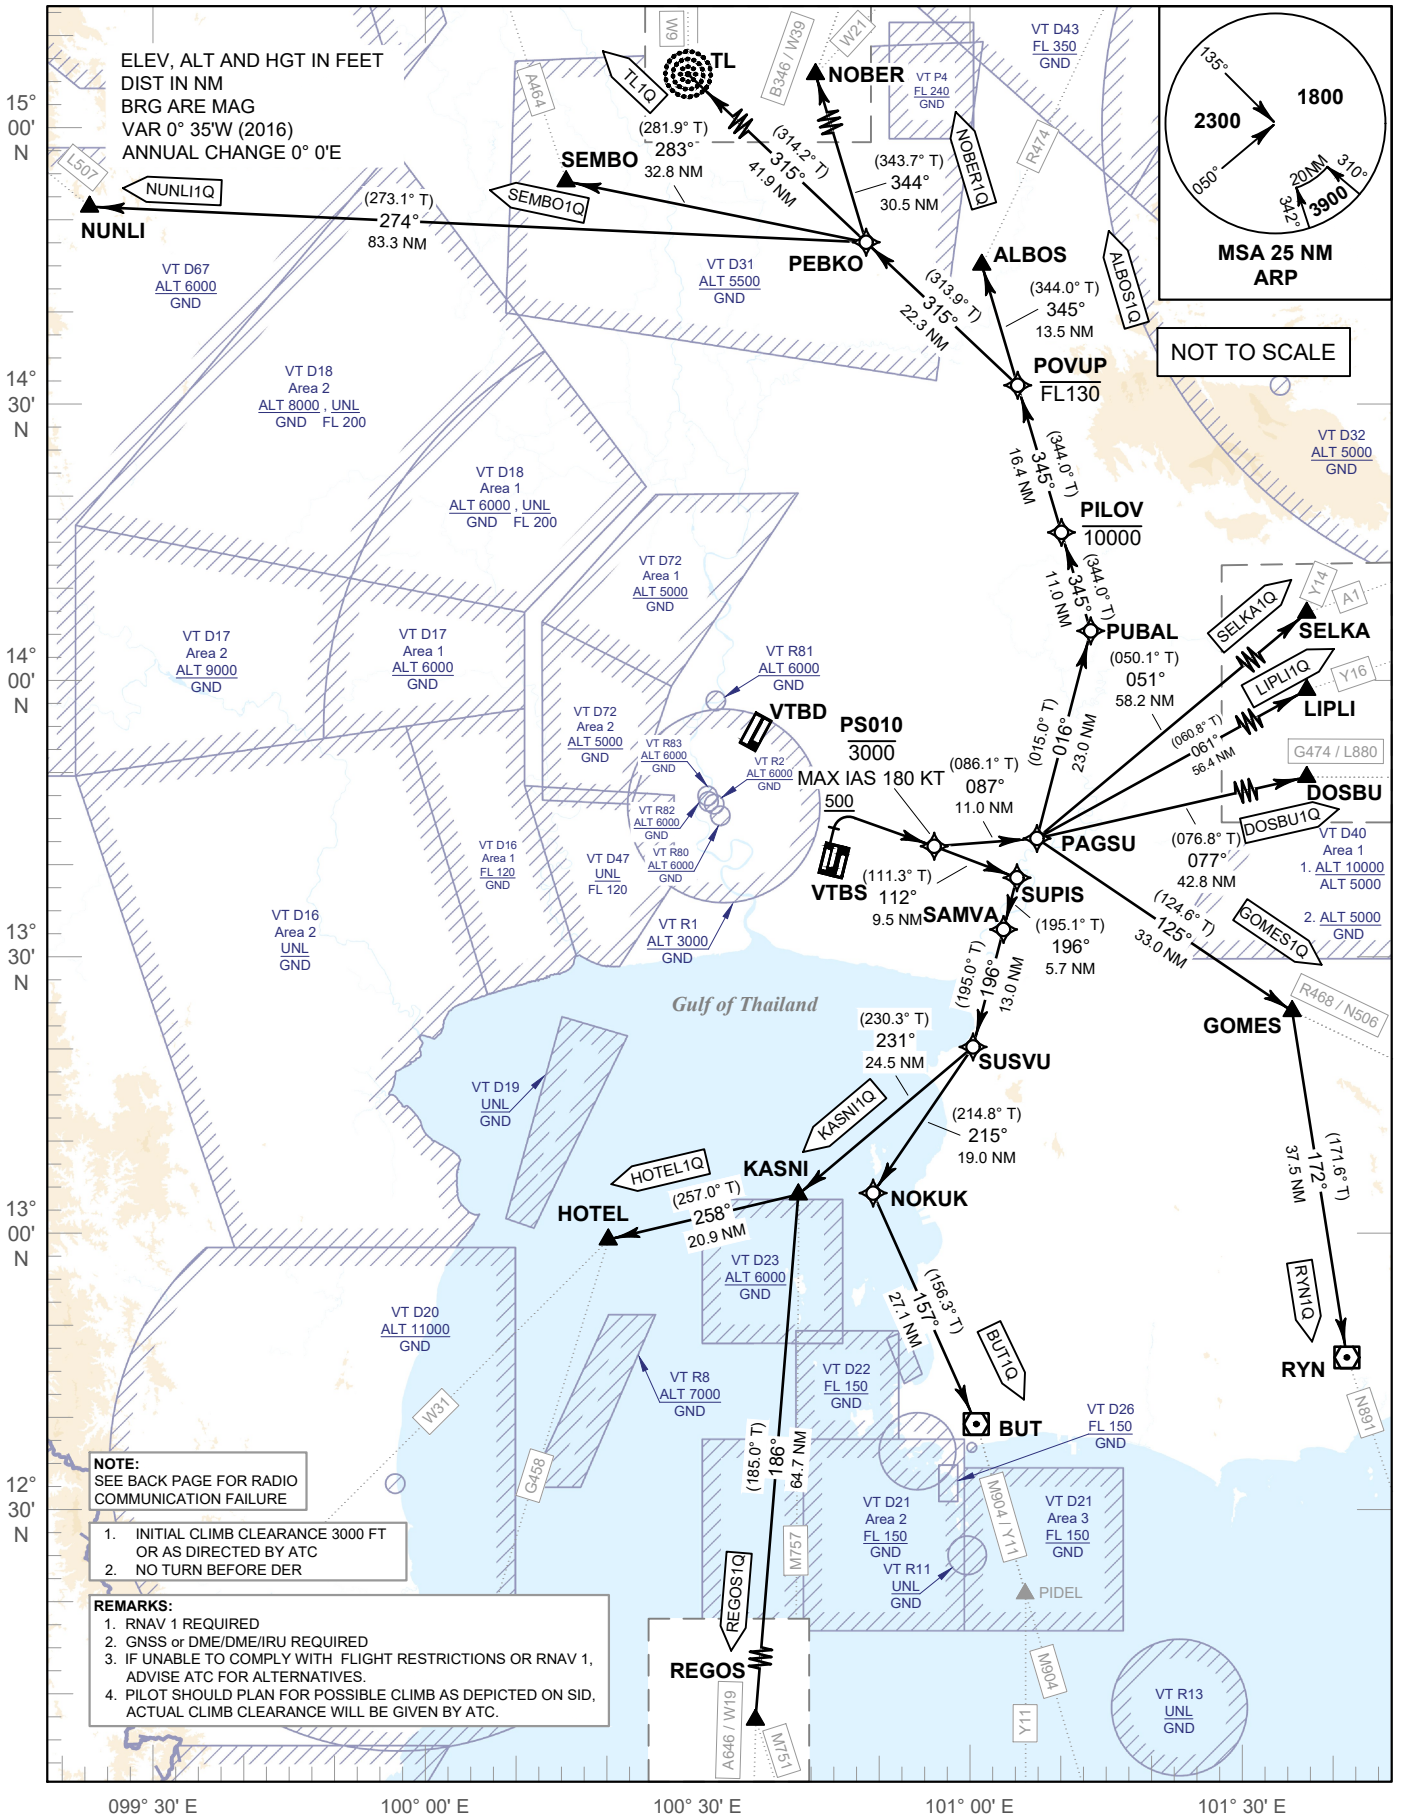 ELEV, ALT AND HGT IN FEET
DIST IN NM
BRG ARE MAG
VAR 0° 35'W (2016)
ANNUAL CHANGE 0° 0'E
15°
00'
N
14°
30'
N
14°
00'
N
13°
30'
N
13°
00'
N
12°
30'
N
099° 30' E
100° 00' E
100° 30' E
101° 00' E
101° 30' E
135°
050°
2300
1800
20NM
310°
342°
3900
MSA 25 NM
ARP
NOT TO SCALE
L507
NUNLI1Q
NUNLI
(273.1° T)
274°
83.3 NM
A464
SEMBO
SEMBO1Q
(281.9° T)
283°
32.8 NM
TL1Q
W9
TL
(314.2° T)
315°
41.9 NM
B346 / W39
W21
NOBER
(343.7° T)
344°
30.5 NM
NOBER1Q
VT P4
FL 240
GND
VT D43
FL 350
GND
R474
PEBKO
ALBOS
ALBOS1Q
(344.0° T)
345°
13.5 NM
(313.9° T)
315°
22.3 NM
POVUP
FL130
VT D67
ALT 6000
GND
VT D31
ALT 5500
GND
VT D18
Area 2
ALT 8000 , UNL
GND FL 200
VT D18
Area 1
ALT 6000 , UNL
GND FL 200
VT D32
ALT 5000
GND
(344.0° T)
345°
16.4 NM
PILOV
10000
(344.0° T)
345°
11.0 NM
PUBAL
VT D72
Area 1
ALT 5000
GND
VT D17
Area 2
ALT 9000
GND
VT D17
Area 1
ALT 6000
GND
VT R81
ALT 6000
GND
VT D72
Area 2
ALT 5000
GND
VTBD
VT R83
ALT 6000
GND
VT R2
ALT 6000
GND
VT R82
ALT 6000
GND
VT R80
ALT 6000
GND
VT D47
UNL
FL 120
VT R1
ALT 3000
GND
VT D16
Area 1
FL 120
GND
VT D16
Area 2
UNL
GND
PS010
3000
MAX IAS 180 KT
500
VTBS
(086.1° T)
087°
11.0 NM
(015.0° T)
016°
23.0 NM
PAGSU
(050.1° T)
051°
58.2 NM
SELKA1Q
Y14
A1
SELKA
(060.8° T)
061°
56.4 NM
LIPLI1Q
Y16
LIPLI
G474 / L880
DOSBU
DOSBU1Q
(076.8° T)
077°
42.8 NM
VT D40
Area 1
1. ALT 10000
ALT 5000
2. ALT 5000
GND
(111.3° T)
112°
9.5 NM
SUPIS
(195.1° T)
196°
5.7 NM
SAMVA
(195.0° T)
196°
13.0 NM
SUSVU
(124.6° T)
125°
33.0 NM
GOMES1Q
GOMES
R468 / N506
Gulf of Thailand
(230.3° T)
231°
24.5 NM
KASNI1Q
KASNI
(214.8° T)
215°
19.0 NM
NOKUK
VT D19
UNL
GND
HOTEL1Q
(257.0° T)
258°
20.9 NM
HOTEL
(171.6° T)
172°
37.5 NM
RYN1Q
RYN
N891
VT D23
ALT 6000
GND
(156.3° T)
157°
27.1 NM
BUT1Q
BUT
VT D20
ALT 11000
GND
W31
G458
VT R8
ALT 7000
GND
VT D22
FL 150
GND
VT D26
FL 150
GND
(185.0° T)
186°
64.7 NM
M757
REGOS1Q
REGOS
A646 / W19
M751
VT D21
Area 2
FL 150
GND
VT R11
UNL
GND
VT D21
Area 3
FL 150
GND
M904 / Y11
PIDEL
M904
Y11
VT R13
UNL
GND
NOTE:
SEE BACK PAGE FOR RADIO
COMMUNICATION FAILURE
1. INITIAL CLIMB CLEARANCE 3000 FT
OR AS DIRECTED BY ATC
2. NO TURN BEFORE DER
REMARKS:
1. RNAV 1 REQUIRED
2. GNSS or DME/DME/IRU REQUIRED
3. IF UNABLE TO COMPLY WITH FLIGHT RESTRICTIONS OR RNAV 1,
ADVISE ATC FOR ALTERNATIVES.
4. PILOT SHOULD PLAN FOR POSSIBLE CLIMB AS DEPICTED ON SID,
ACTUAL CLIMB CLEARANCE WILL BE GIVEN BY ATC.